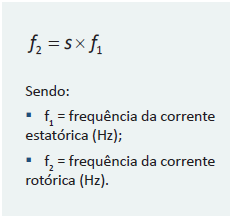 f₂ = s × f₁
Sendo:
▪ f₁ = frequência da corrente
estatórica (Hz);
▪ f₂ = frequência da corrente
rotórica (Hz).